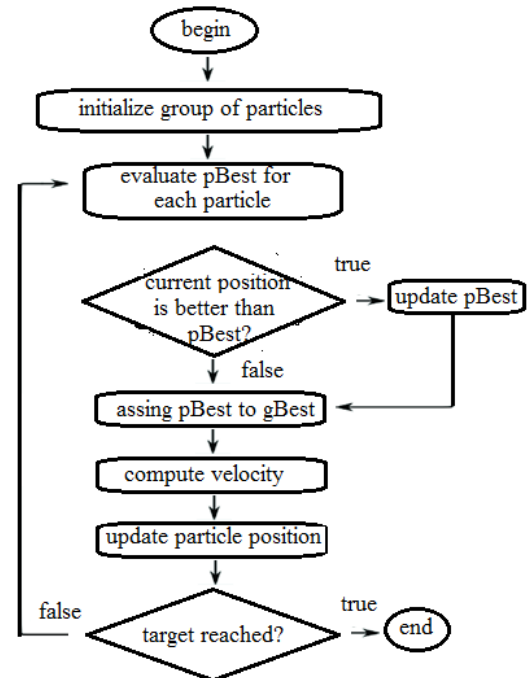 begin
initialize group of particles
evaluate pBest for
each particle
true
current position
is better than
pBest?
update pBest
false
assing pBest to gBest
compute velocity
update particle position
false
true
target reached?
end